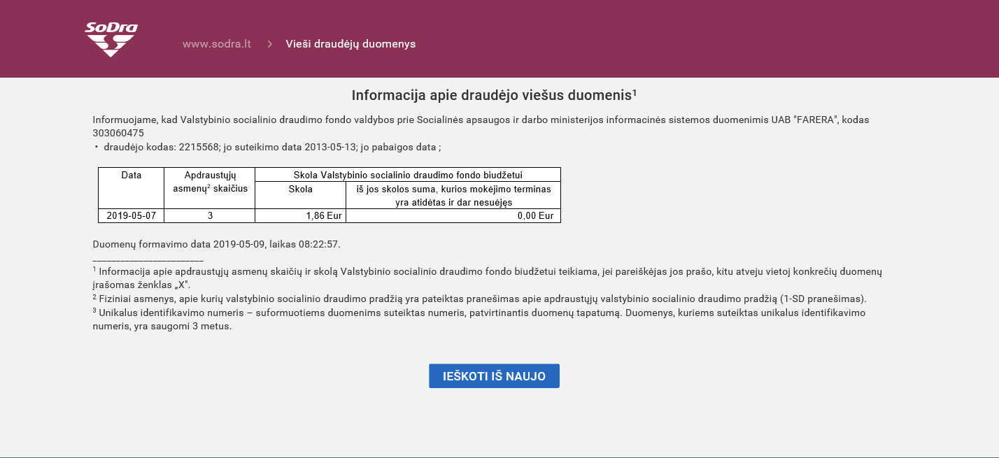 SoDra
www.sodra.lt > Vieši draudėjų duomenys
Informacija apie draudėjo viešus duomenis¹
Informuojame, kad Valstybinio socialinio draudimo fondo valdybos prie Socialinės apsaugos ir darbo ministerijos informacinės sistemos duomenimis UAB "FARERA", kodas
303060475
• draudėjo kodas: 2215568; jo suteikimo data 2013-05-13; jo pabaigos data ;
Data Apdraustųjų Skola Valstybinio socialinio draudimo fondo biudžetui
asmenų² skaičius Skola iš jos skolos suma, kurios mokėjimo terminas
yra atidėtas ir dar nesuėjęs
2019-05-07 3 1,86 Eur 0,00 Eur
Duomenų formavimo data 2019-05-09, laikas 08:22:57.
________________________
¹ Informacija apie apdraustųjų asmenų skaičių ir skolą Valstybinio socialinio draudimo fondo biudžetui teikiama, jei pareiškėjas jos prašo, kitu atveju vietoj konkrečių duomenų
įrašomas ženklas „X".
² Fiziniai asmenys, apie kurių valstybinio socialinio draudimo pradžią yra pateiktas pranešimas apie apdraustųjų valstybinio socialinio draudimo pradžią (1-SD pranešimas).
³ Unikalus identifikavimo numeris – suformuotiems duomenims suteiktas numeris, patvirtinantis duomenų tapatumą. Duomenys, kuriems suteiktas unikalus identifikavimo
numeris, yra saugomi 3 metus.
IEŠKOTI IŠ NAUJO